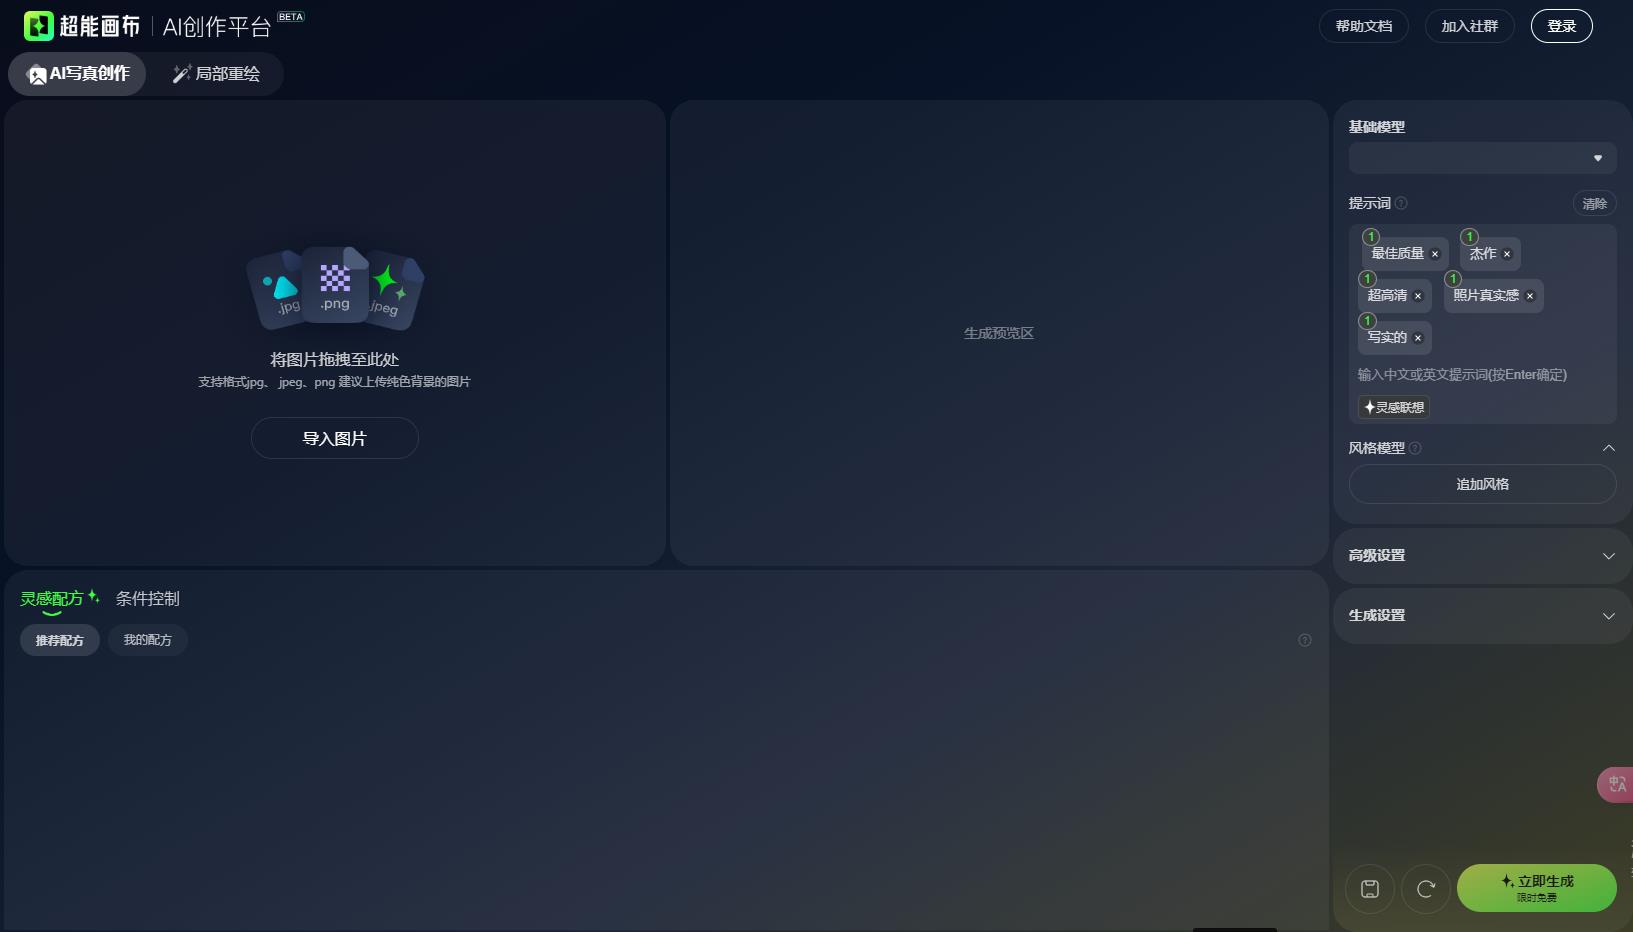 超能画布 AI创作平台 BETA
帮助文档 加入社群 登录
AI写真创作 局部重绘
.jpg .png .jpeg
将图片拖拽至此处
支持格式jpg、 jpeg、png 建议上传纯色背景的图片
导入图片
生成预览区
基础模型
提示词 ? 清除
1 1
最佳质量 × 杰作 ×
1 1
超高清 × 照片真实感 ×
1
写实的 ×
输入中文或英文提示词(按Enter确定)
灵感联想
风格模型 ?
追加风格
高级设置
生成设置
灵感配方 条件控制
推荐配方 我的配方 ?
中 A
立即生成
限时免费